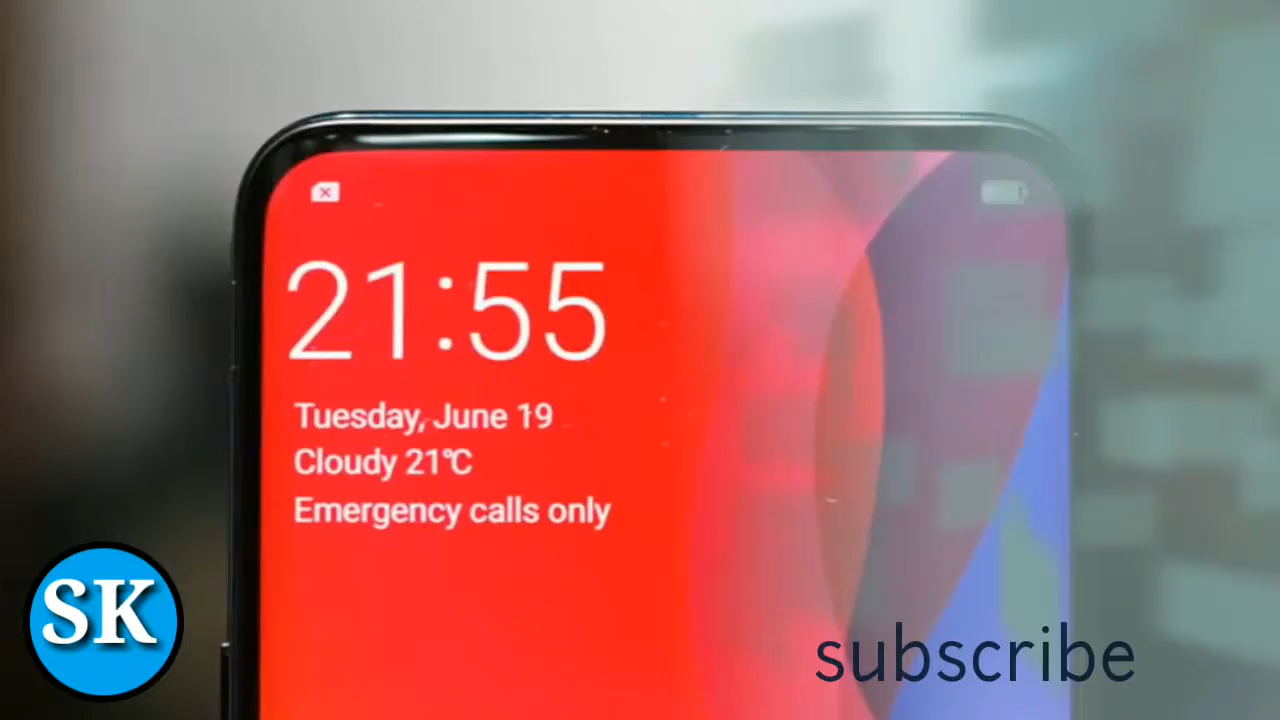 21:55
Tuesday, June 19
Cloudy 21℃
Emergency calls only
SK
subscribe